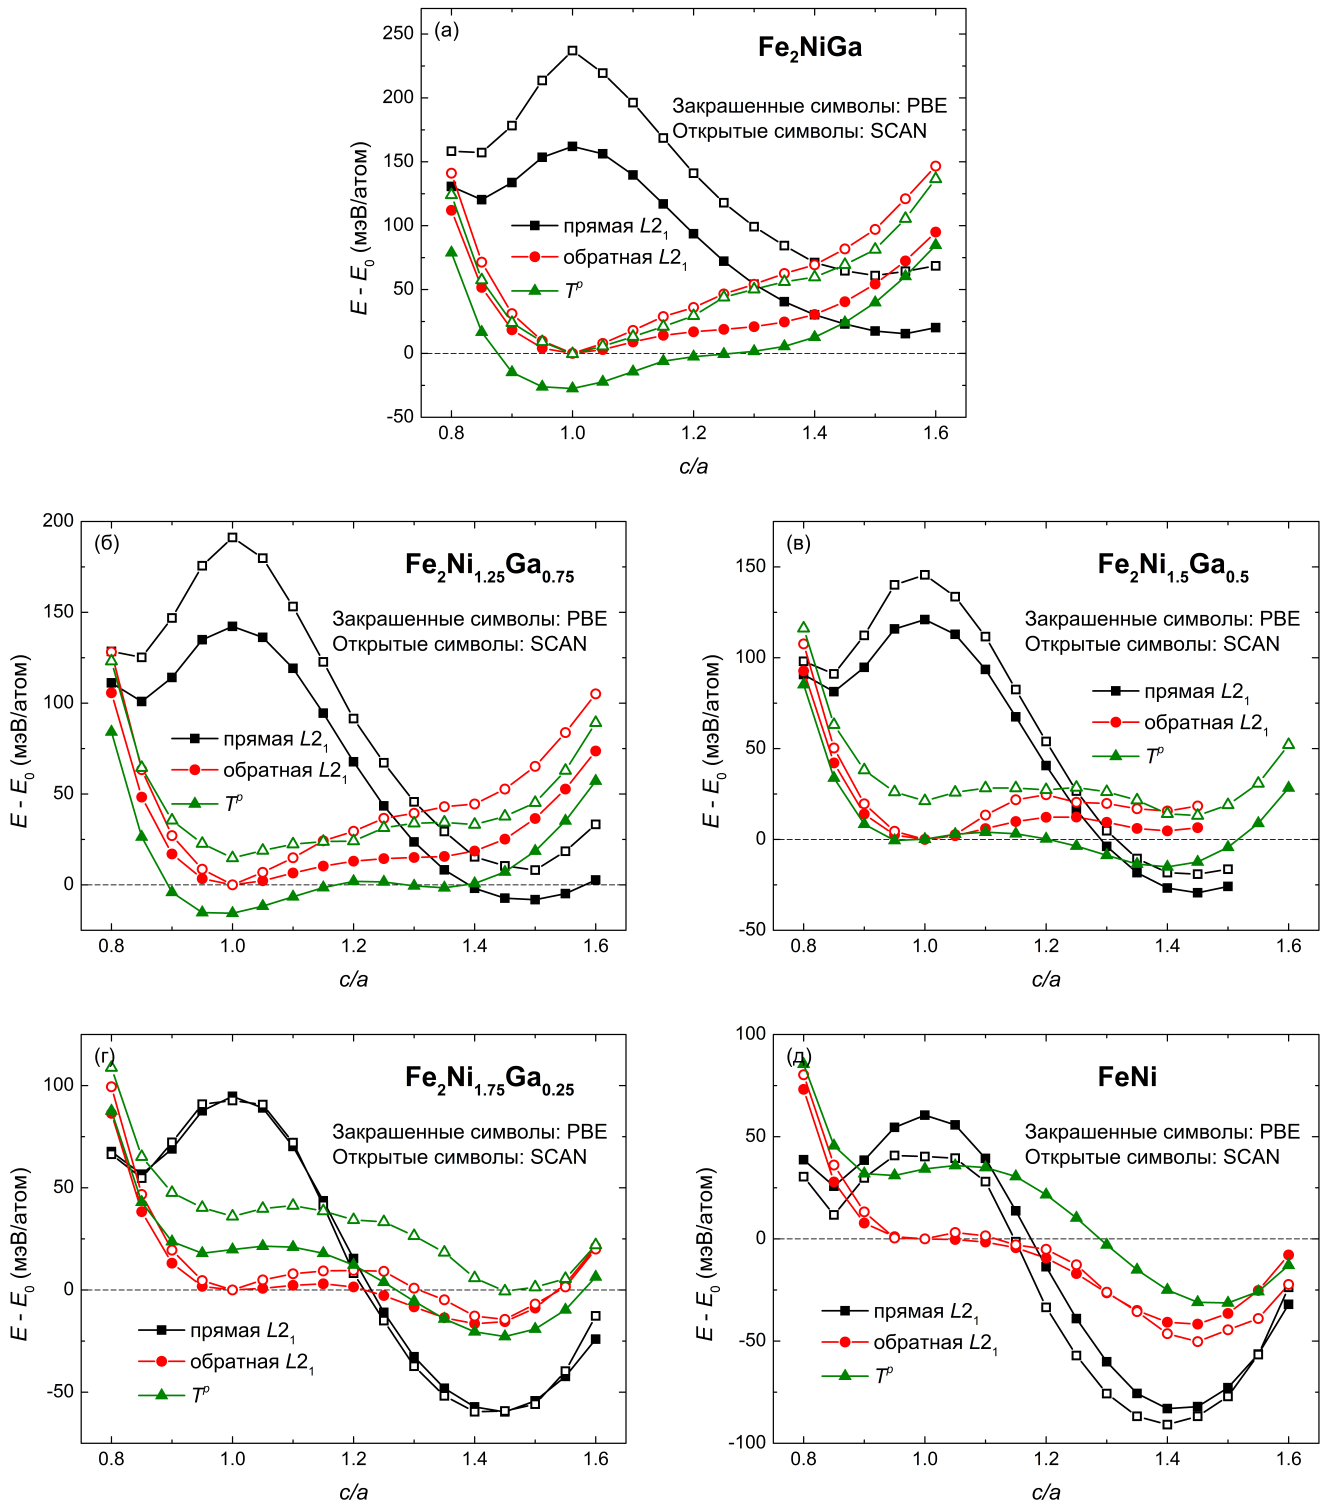 (а)
Fe₂NiGa
Закрашенные символы: PBE
Открытые символы: SCAN
прямая L2₁
обратная L2₁
Tᵖ
E - E₀ (мэВ/атом)
250
200
150
100
50
0
-50
0.8 1.0 1.2 1.4 1.6
c/a
(б)
Fe₂Ni₁.₂₅Ga₀.₇₅
Закрашенные символы: PBE
Открытые символы: SCAN
прямая L2₁
обратная L2₁
Tᵖ
E - E₀ (мэВ/атом)
200
150
100
50
0
0.8 1.0 1.2 1.4 1.6
c/a
(в)
Fe₂Ni₁.₅Ga₀.₅
Закрашенные символы: PBE
Открытые символы: SCAN
прямая L2₁
обратная L2₁
Tᵖ
E - E₀ (мэВ/атом)
150
100
50
0
-50
0.8 1.0 1.2 1.4 1.6
c/a
(г)
Fe₂Ni₁.₇₅Ga₀.₂₅
Закрашенные символы: PBE
Открытые символы: SCAN
прямая L2₁
обратная L2₁
Tᵖ
E - E₀ (мэВ/атом)
100
50
0
-50
0.8 1.0 1.2 1.4 1.6
c/a
(д)
FeNi
Закрашенные символы: PBE
Открытые символы: SCAN
прямая L2₁
обратная L2₁
Tᵖ
E - E₀ (мэВ/атом)
100
50
0
-50
-100
0.8 1.0 1.2 1.4 1.6
c/a